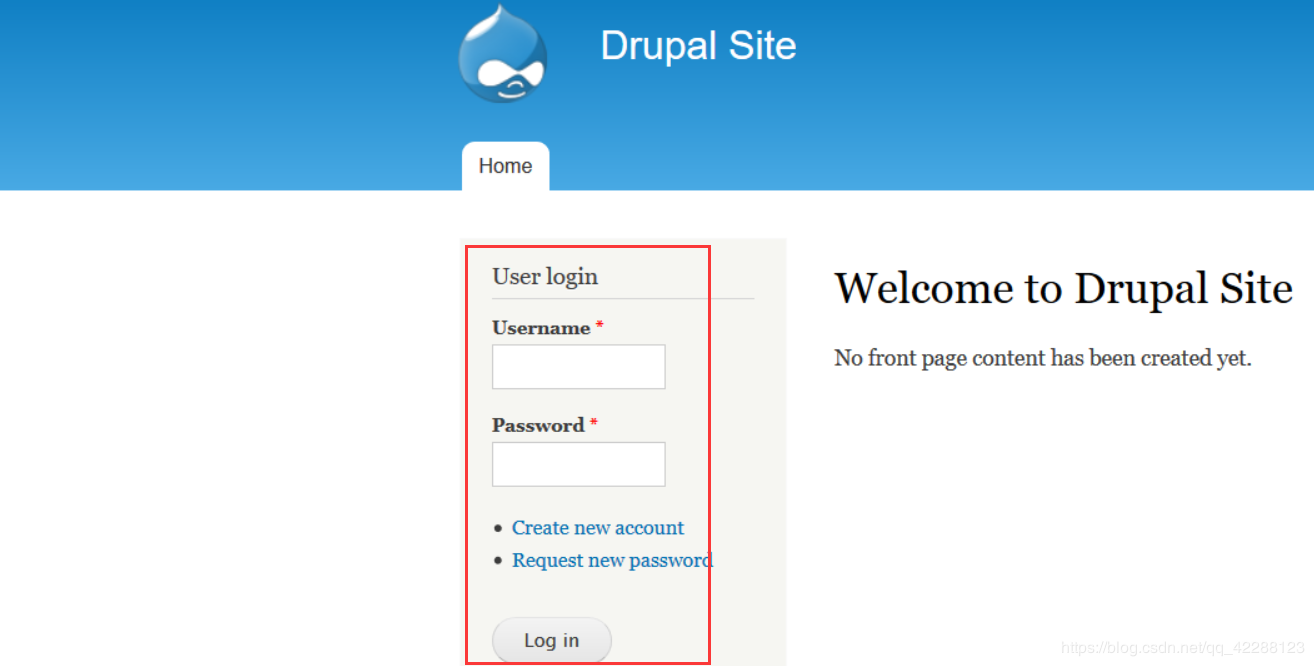 Drupal Site
Home
User login
Username *
Password *
Create new account
Request new password
Log in
Welcome to Drupal Site
No front page content has been created yet.
https://blog.csdn.net/qq_42288123